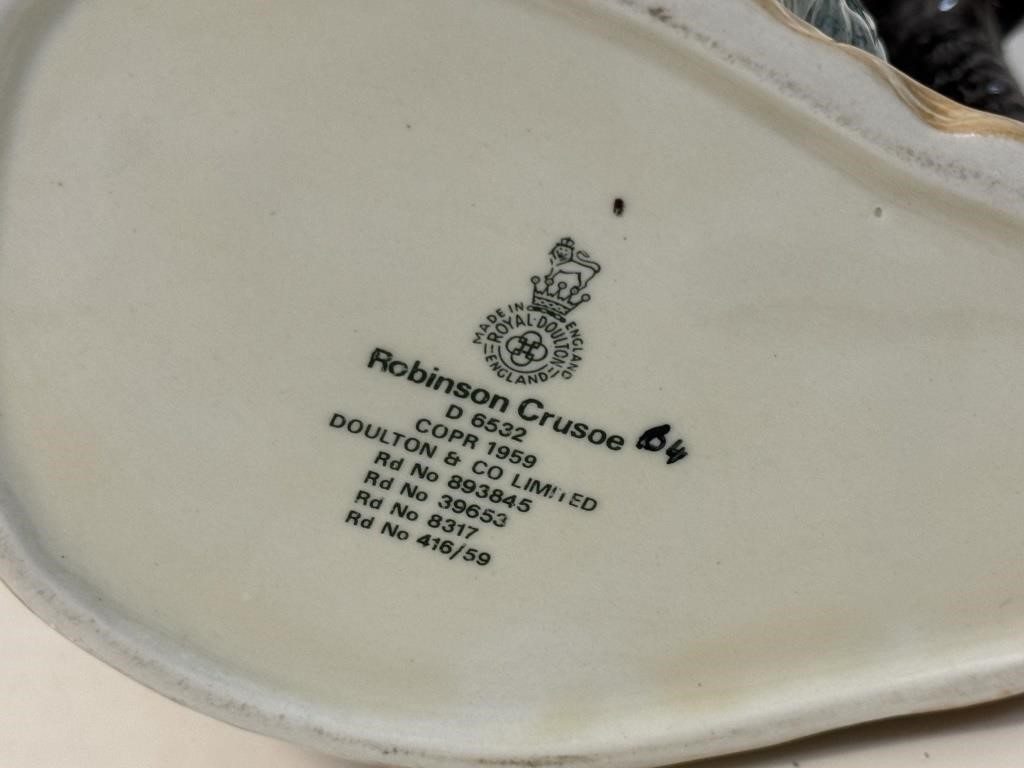 MADE IN ENGLAND
ROYAL·DOULTON
ENGLAND
Robinson Crusoe
D 6532
COPR 1959
DOULTON & CO LIMITED
Rd No 893845
Rd No 39653
Rd No 8317
Rd No 416/59